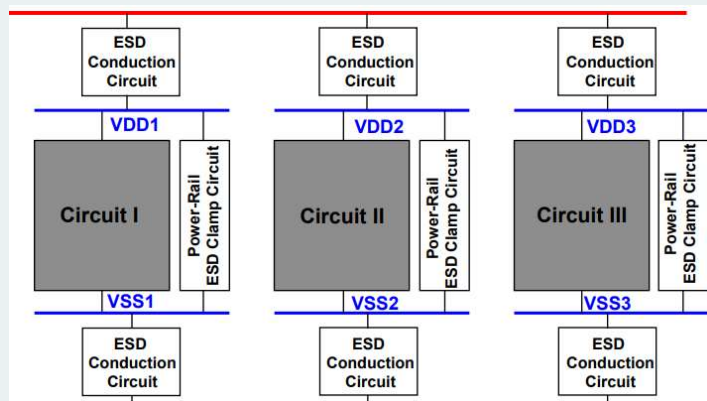 ESD
Conduction
Circuit
ESD
Conduction
Circuit
ESD
Conduction
Circuit
VDD1
VDD2
VDD3
Circuit I
Power-Rail
ESD Clamp Circuit
Circuit II
Power-Rail
ESD Clamp Circuit
Circuit III
Power-Rail
ESD Clamp Circuit
VSS1
VSS2
VSS3
ESD
Conduction
Circuit
ESD
Conduction
Circuit
ESD
Conduction
Circuit